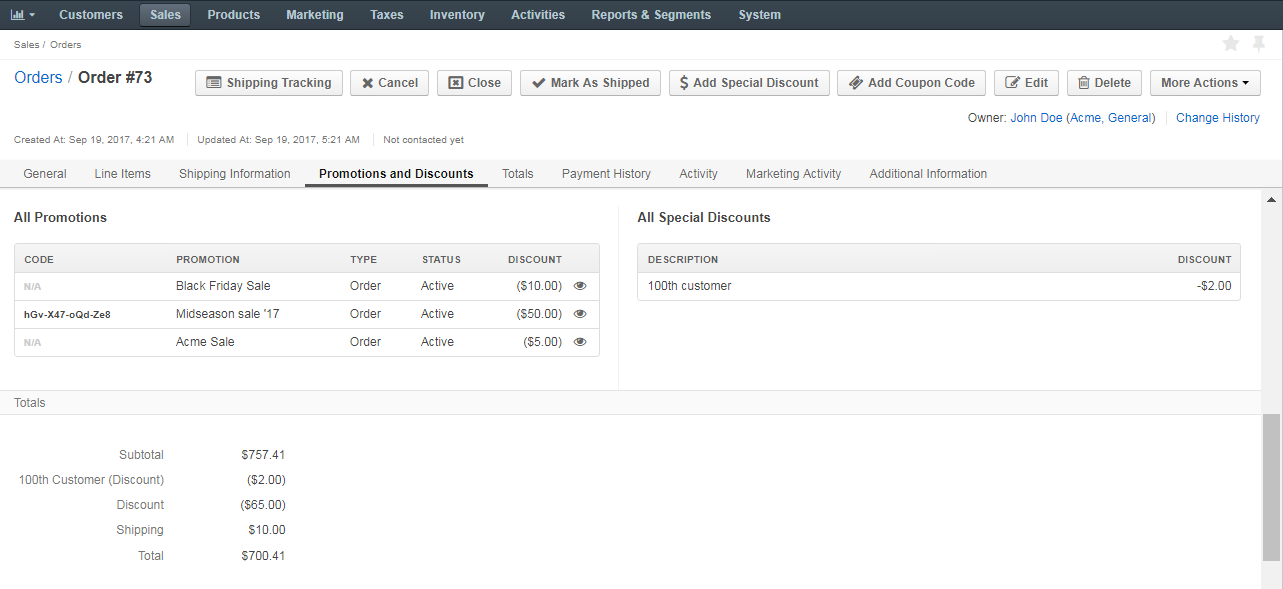 Customers Sales Products Marketing Taxes Inventory Activities Reports & Segments System
Sales / Orders
Orders / Order #73
Shipping Tracking Cancel Close Mark As Shipped Add Special Discount Add Coupon Code Edit Delete More Actions
Owner: John Doe (Acme, General) Change History
Created At: Sep 19, 2017, 4:21 AM Updated At: Sep 19, 2017, 5:21 AM Not contacted yet
General Line Items Shipping Information Promotions and Discounts Totals Payment History Activity Marketing Activity Additional Information
All Promotions
CODE PROMOTION TYPE STATUS DISCOUNT
N/A Black Friday Sale Order Active ($10.00)
hGv-X47-oQd-Ze8 Midseason sale '17 Order Active ($50.00)
N/A Acme Sale Order Active ($5.00)
All Special Discounts
DESCRIPTION DISCOUNT
100th customer -$2.00
Totals
Subtotal $757.41
100th Customer (Discount) ($2.00)
Discount ($65.00)
Shipping $10.00
Total $700.41